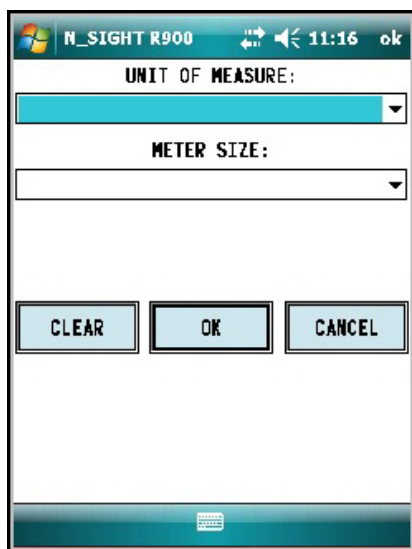 N_SIGHT R900 11:16 ok
UNIT OF MEASURE:
METER SIZE:
CLEAR OK CANCEL